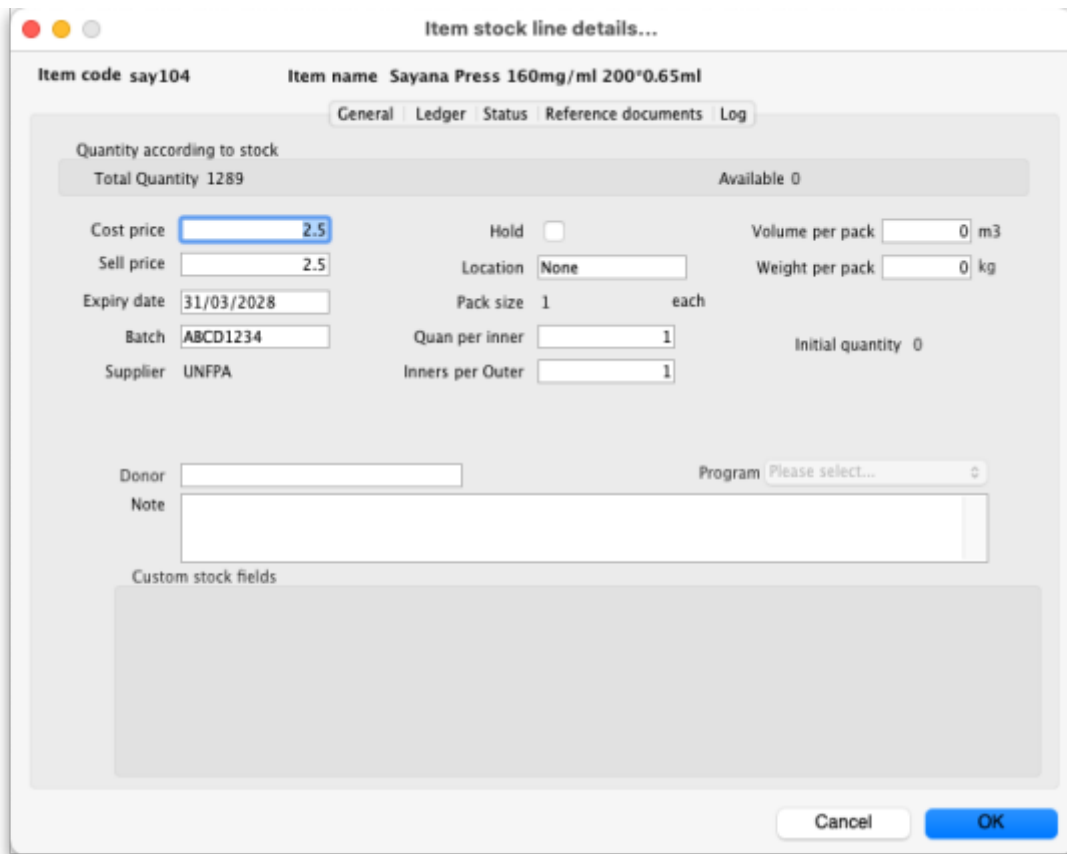 Item stock line details...
Item code say104 Item name Sayana Press 160mg/ml 200*0.65ml
General Ledger Status Reference documents Log
Quantity according to stock
Total Quantity 1289 Available 0
Cost price 2.5 Hold Volume per pack 0 m3
Sell price 2.5 Location None Weight per pack 0 kg
Expiry date 31/03/2028 Pack size 1 each
Batch ABCD1234 Quan per inner 1 Initial quantity 0
Supplier UNFPA Inners per Outer 1
Donor Program Please select...
Note
Custom stock fields
Cancel OK